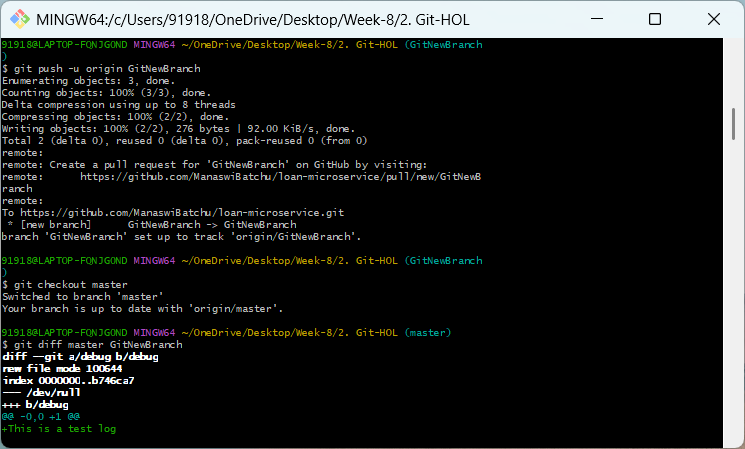 MINGW64:/c/Users/91918/OneDrive/Desktop/Week-8/2. Git-HOL
91918@LAPTOP-FQNJGOND MINGW64 ~/OneDrive/Desktop/Week-8/2. Git-HOL (GitNewBranch
)
$ git push -u origin GitNewBranch
Enumerating objects: 3, done.
Counting objects: 100% (3/3), done.
Delta compression using up to 8 threads
Compressing objects: 100% (2/2), done.
Writing objects: 100% (2/2), 276 bytes | 92.00 KiB/s, done.
Total 2 (delta 0), reused 0 (delta 0), pack-reused 0 (from 0)
remote:
remote: Create a pull request for 'GitNewBranch' on GitHub by visiting:
remote:      https://github.com/ManaswiBatchu/loan-microservice/pull/new/GitNewB
ranch
remote:
To https://github.com/ManaswiBatchu/loan-microservice.git
 * [new branch]      GitNewBranch -> GitNewBranch
branch 'GitNewBranch' set up to track 'origin/GitNewBranch'.
91918@LAPTOP-FQNJGOND MINGW64 ~/OneDrive/Desktop/Week-8/2. Git-HOL (GitNewBranch
)
$ git checkout master
Switched to branch 'master'
Your branch is up to date with 'origin/master'.
91918@LAPTOP-FQNJGOND MINGW64 ~/OneDrive/Desktop/Week-8/2. Git-HOL (master)
$ git diff master GitNewBranch
diff --git a/debug b/debug
new file mode 100644
index 0000000..b746ca7
--- /dev/null
+++ b/debug
@@ -0,0 +1 @@
+This is a test log